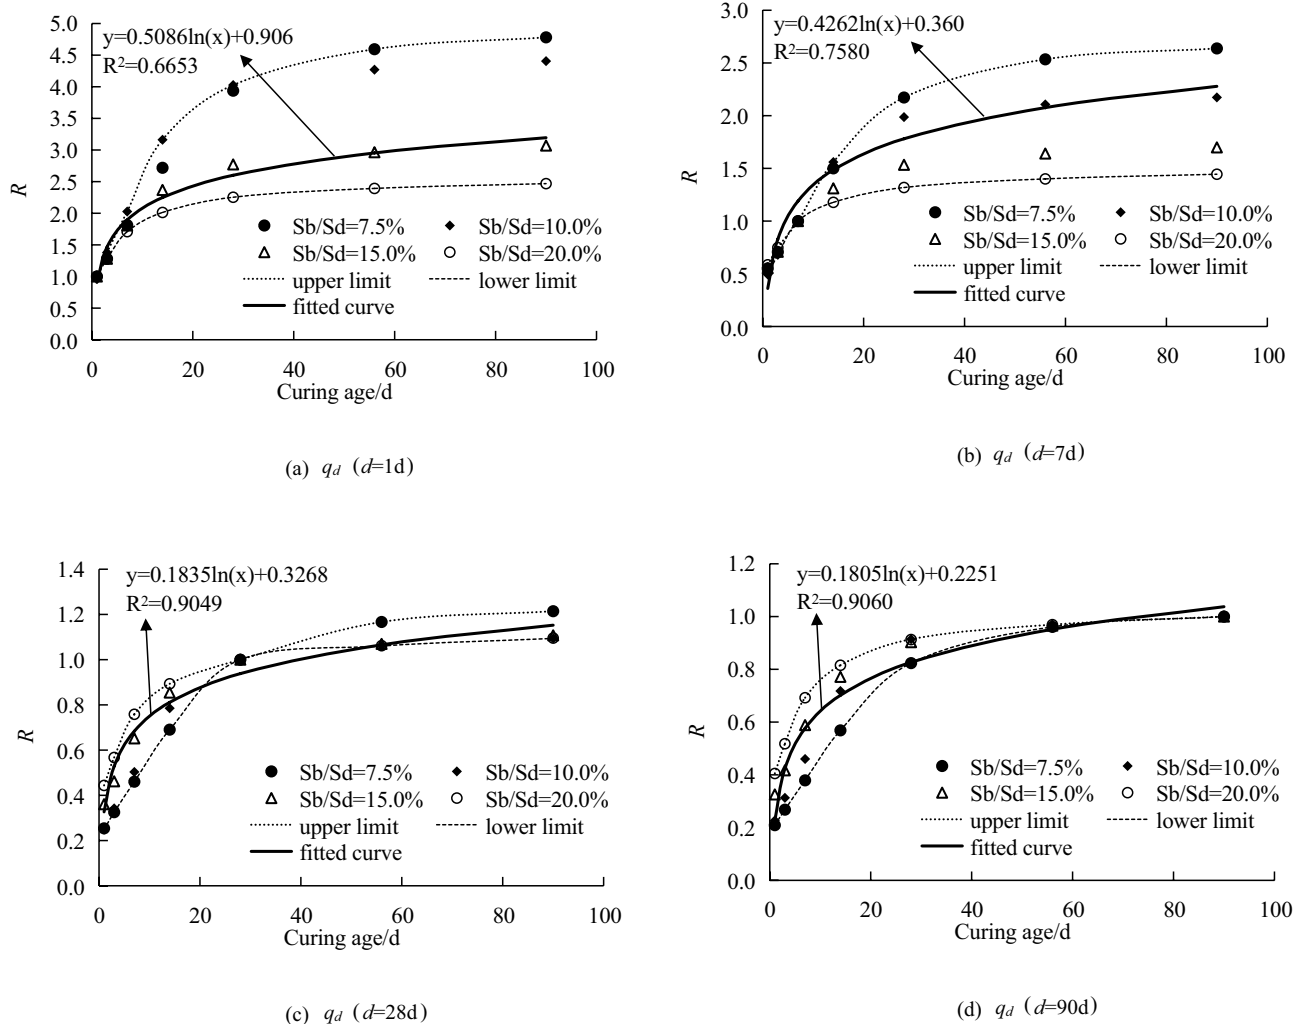 y=0.5086ln(x)+0.906
R²=0.6653
5.0
4.5
4.0
3.5
3.0
2.5
2.0
1.5
1.0
0.5
0.0
R
Sb/Sd=7.5% Sb/Sd=10.0%
Sb/Sd=15.0% Sb/Sd=20.0%
upper limit lower limit
fitted curve
0 20 40 60 80 100
Curing age/d
(a) qd (d=1d)
y=0.4262ln(x)+0.360
R²=0.7580
3.0
2.5
2.0
1.5
1.0
0.5
0.0
R
Sb/Sd=7.5% Sb/Sd=10.0%
Sb/Sd=15.0% Sb/Sd=20.0%
upper limit lower limit
fitted curve
0 20 40 60 80 100
Curing age/d
(b) qd (d=7d)
y=0.1835ln(x)+0.3268
R²=0.9049
1.4
1.2
1.0
0.8
0.6
0.4
0.2
0.0
R
Sb/Sd=7.5% Sb/Sd=10.0%
Sb/Sd=15.0% Sb/Sd=20.0%
upper limit lower limit
fitted curve
0 20 40 60 80 100
Curing age/d
(c) qd (d=28d)
y=0.1805ln(x)+0.2251
R²=0.9060
1.2
1.0
0.8
0.6
0.4
0.2
0.0
R
Sb/Sd=7.5% Sb/Sd=10.0%
Sb/Sd=15.0% Sb/Sd=20.0%
upper limit lower limit
fitted curve
0 20 40 60 80 100
Curing age/d
(d) qd (d=90d)